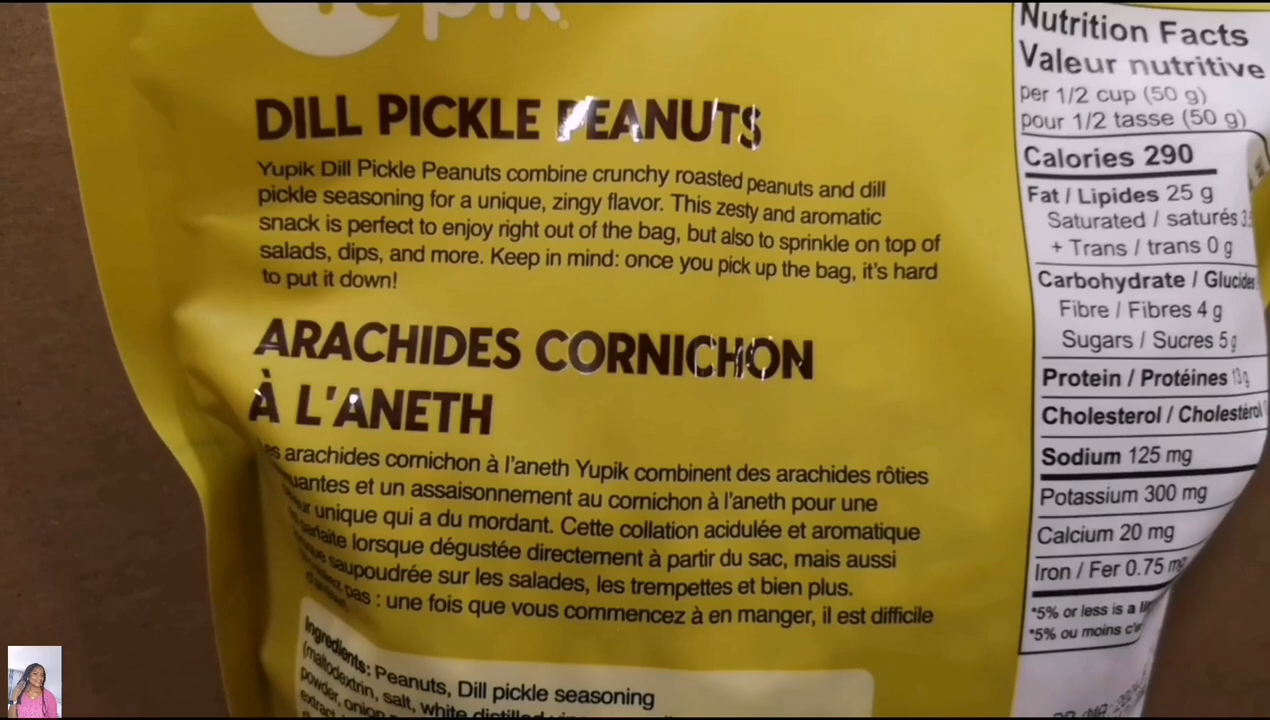 DILL PICKLE PEANUTS
Yupik Dill Pickle Peanuts combine crunchy roasted peanuts and dill
pickle seasoning for a unique, zingy flavor. This zesty and aromatic
snack is perfect to enjoy right out of the bag, but also to sprinkle on top of
salads, dips, and more. Keep in mind: once you pick up the bag, it's hard
to put it down!
ARACHIDES CORNICHON
À L'ANETH
arachides cornichon à l'aneth Yupik combinent des arachides rôties
et un assaisonnement au cornichon à l'aneth pour une
unique qui a du mordant. Cette collation acidulée et aromatique
lorsque dégustée directement à partir du sac, mais aussi
saupoudrée sur les salades, les trempettes et bien plus.
pas : une fois que vous commencez à en manger, il est difficile
Ingredients: Peanuts, Dill pickle seasoning
(maltodextrin, salt, white distilled
powder, onion
extract
Nutrition Facts
Valeur nutritive
per 1/2 cup (50 g)
pour 1/2 tasse (50 g)
Calories 290
Fat / Lipides 25 g
Saturated / saturés
+ Trans / trans 0 g
Carbohydrate / Glucides
Fibre / Fibres 4 g
Sugars / Sucres 5 g
Protein / Protéines 13 g
Cholesterol / Cholestérol
Sodium 125 mg
Potassium 300 mg
Calcium 20 mg
Iron / Fer 0.75 mg
*5% or less is a
*5% ou moins